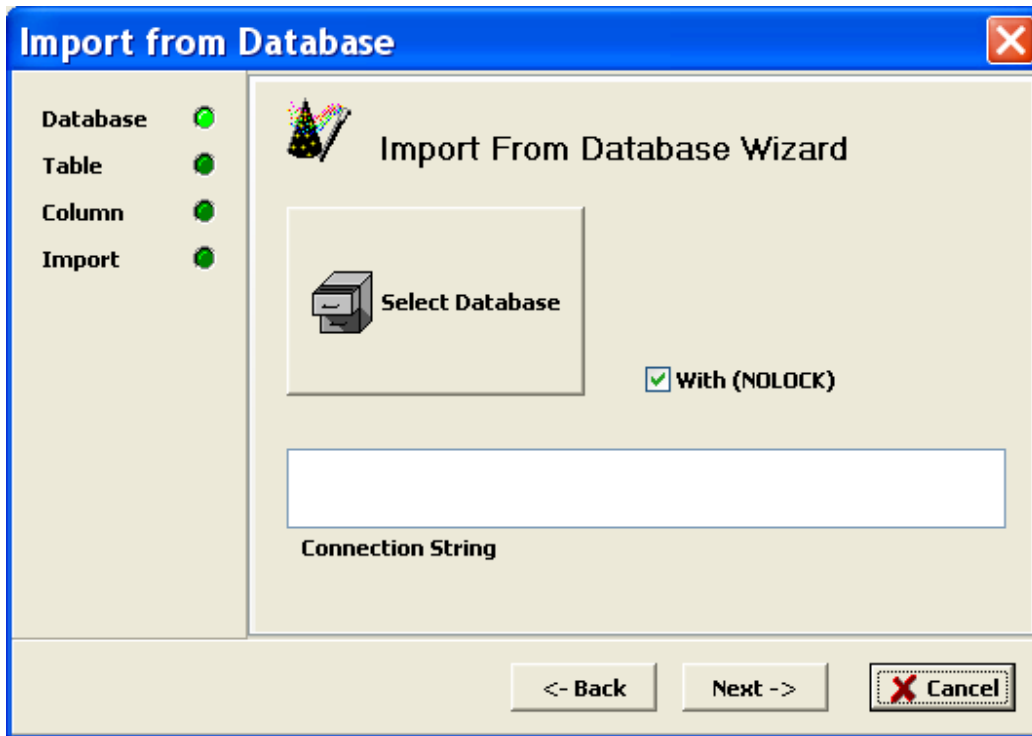 Import from Database
Database
Table
Column
Import
Import From Database Wizard
Select Database
With (NOLOCK)
Connection String
<- Back
Next ->
Cancel